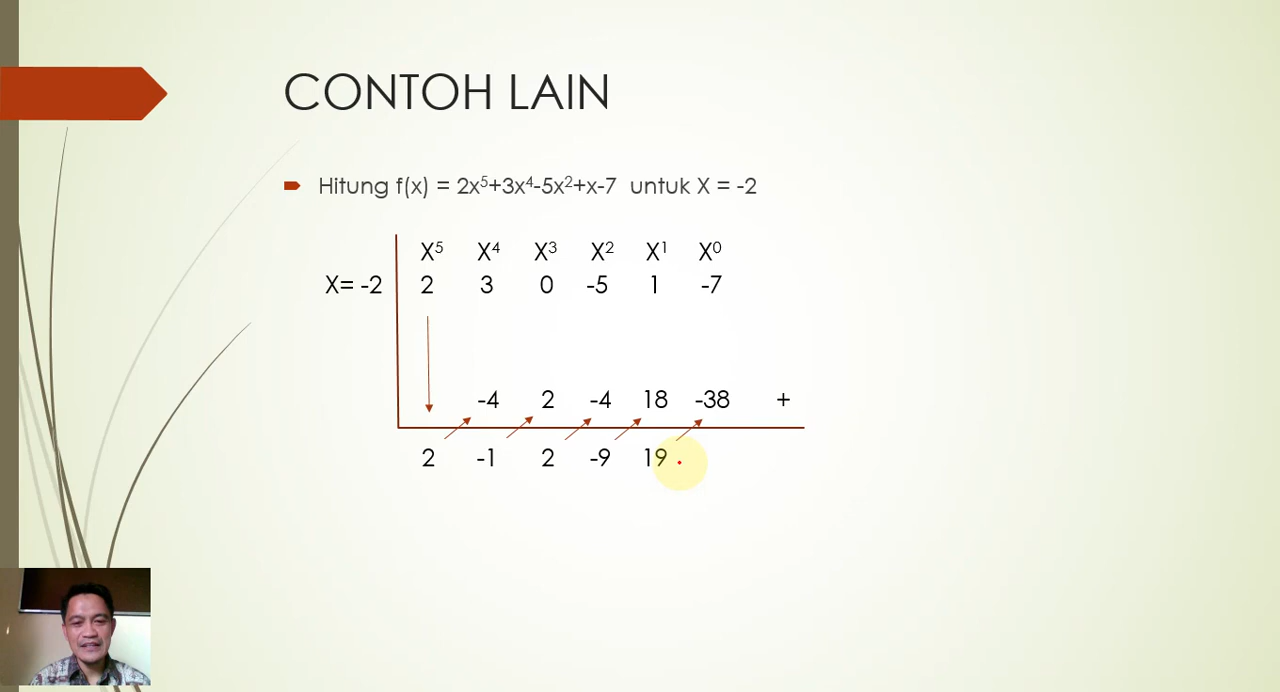 CONTOH LAIN
Hitung f(x) = 2x⁵+3x⁴-5x²+x-7 untuk X = -2
X⁵ X⁴ X³ X² X¹ X⁰
X= -2 2 3 0 -5 1 -7
-4 2 -4 18 -38 +
2 -1 2 -9 19